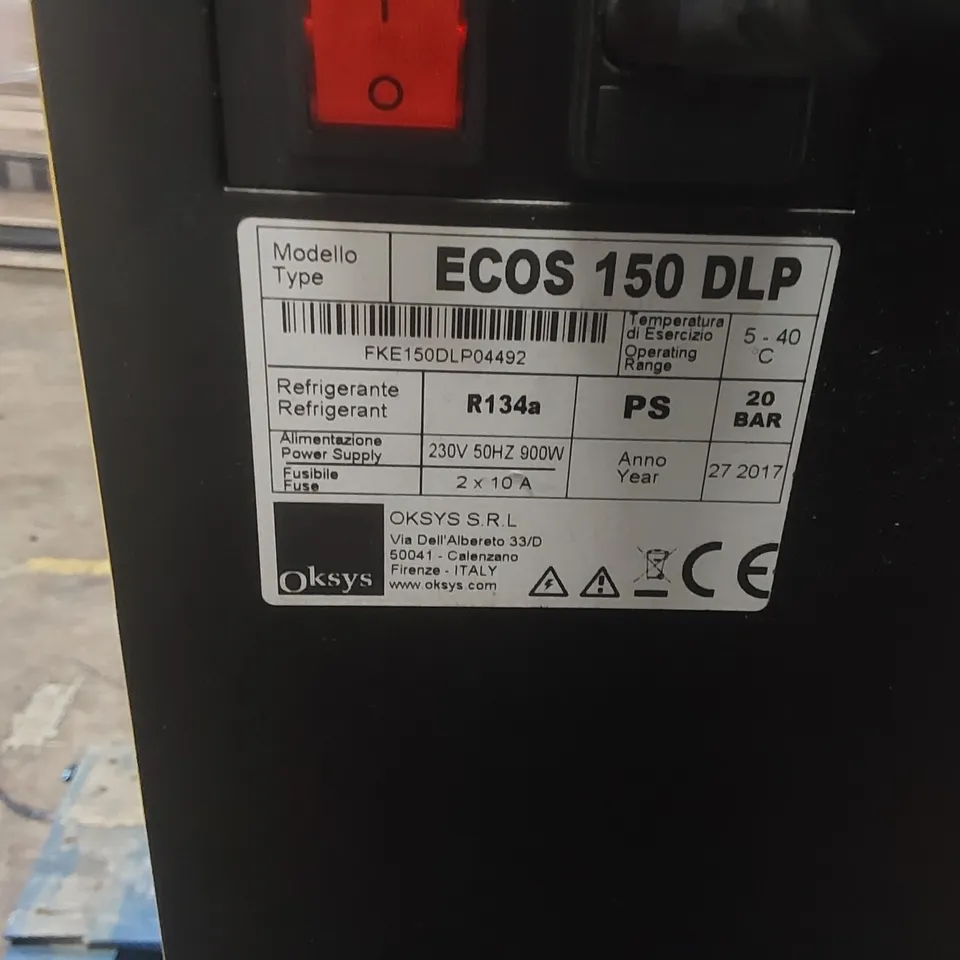 Modello
Type
ECOS 150 DLP
FKE150DLP04492
Temperatura
di Esercizio
Operating
Range
5 - 40
°C
Refrigerante
Refrigerant
R134a
PS
20
BAR
Alimentazione
Power Supply
230V 50HZ 900W
Fusibile
Fuse
2 x 10 A
Anno
Year
27 2017
Oksys
OKSYS S.R.L
Via Dell'Albereto 33/D
50041 - Calenzano
Firenze - ITALY
www.oksys.com
CE